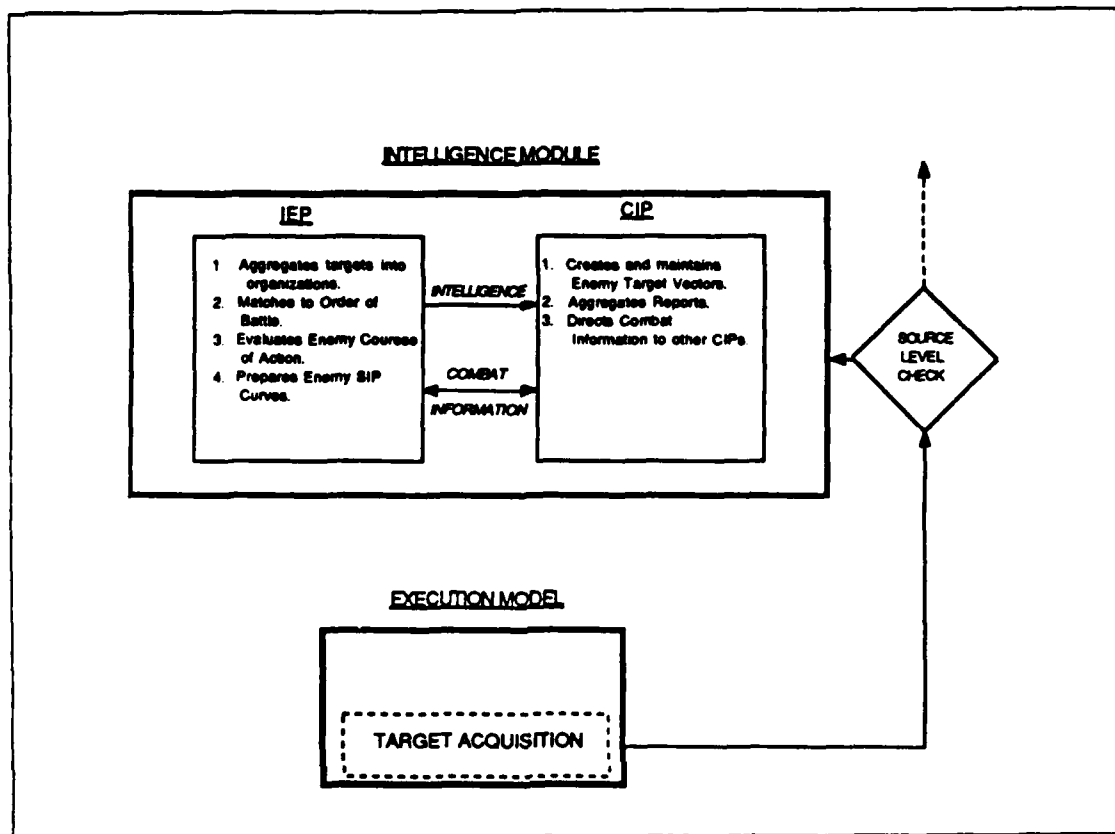 INTELLIGENCE MODULE
IEP
1 Aggregates targets into
organizations.
2. Matches to Order of
Battle.
3. Evaluates Enemy Courses
of Action.
4. Prepares Enemy SIP
Curves.
INTELLIGENCE
COMBAT
INFORMATION
CIP
1. Creates and maintains
Enemy Target Vectors.
2. Aggregates Reports.
3. Directs Combat
Information to other CIPs
SOURCE
LEVEL
CHECK
EXECUTION MODEL
TARGET ACQUISITION